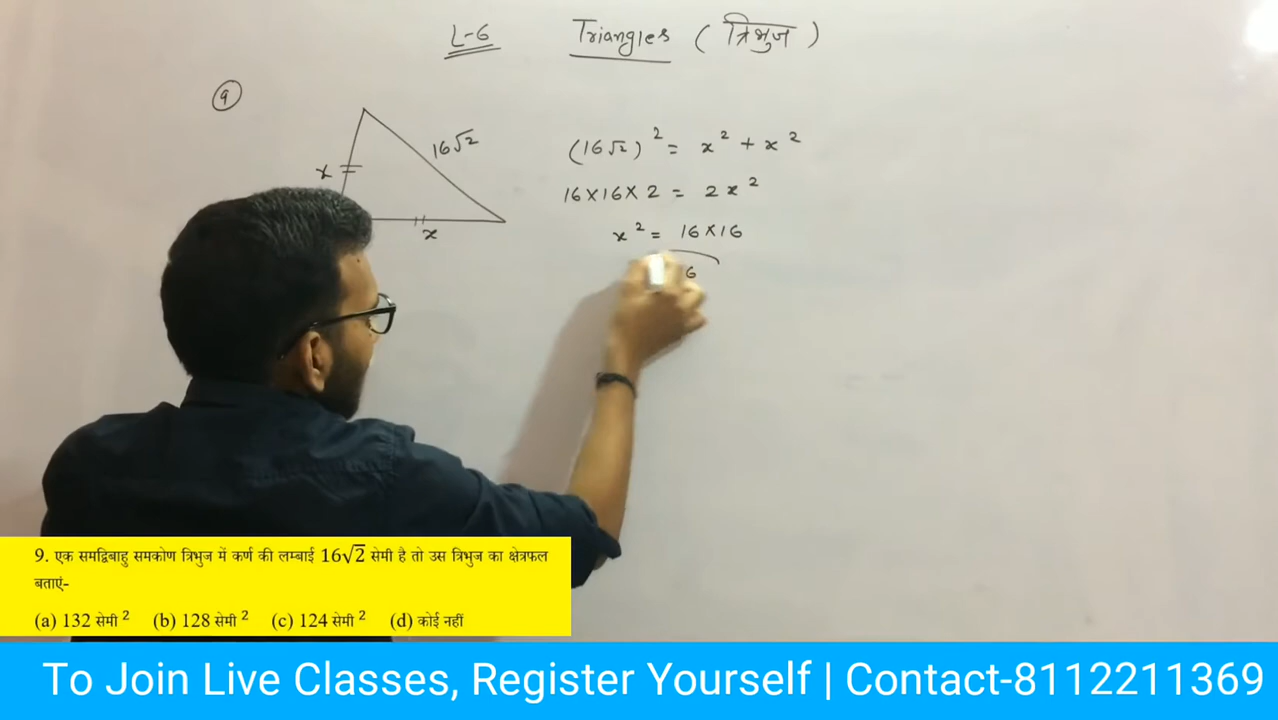 L-6 Triangles (त्रिभुज)
9
x
16√2
x
(16√2)² = x² + x²
16×16×2 = 2x²
x² = 16×16
6
9. एक समद्विबाहु समकोण त्रिभुज में कर्ण की लम्बाई 16√2 सेमी है तो उस त्रिभुज का क्षेत्रफल
बताएं-
(a) 132 सेमी ² (b) 128 सेमी ² (c) 124 सेमी ² (d) कोई नहीं
To Join Live Classes, Register Yourself | Contact-8112211369